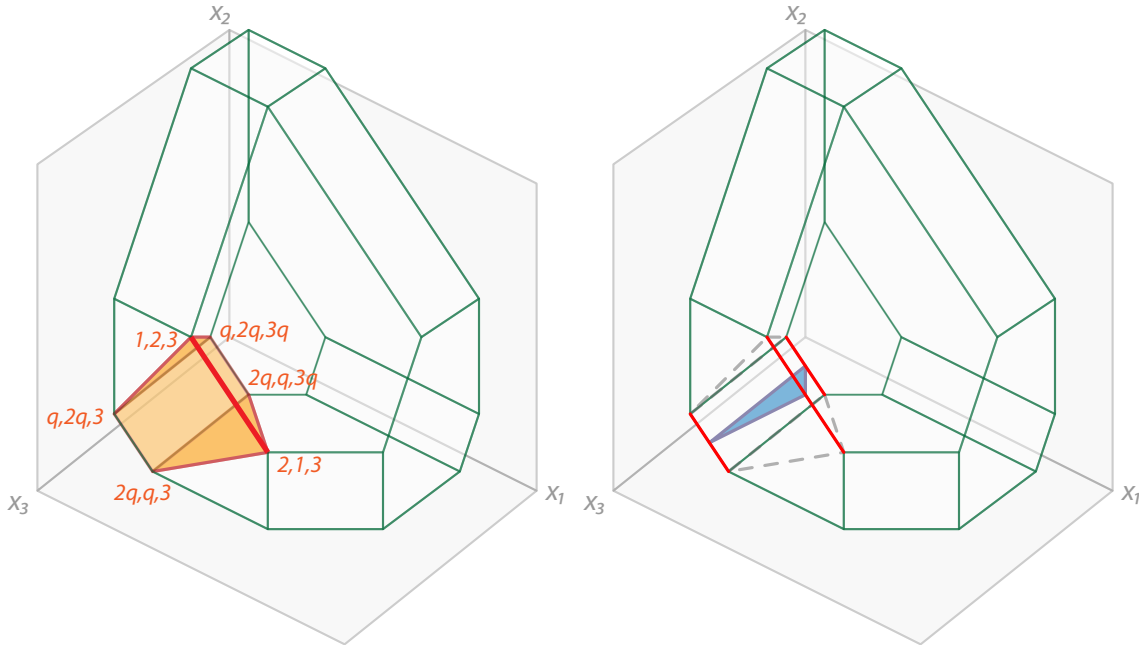 X₂
1,2,3
q,2q,3q
2q,q,3q
q,2q,3
2,1,3
2q,q,3
X₃
X₁
X₂
X₃
X₁